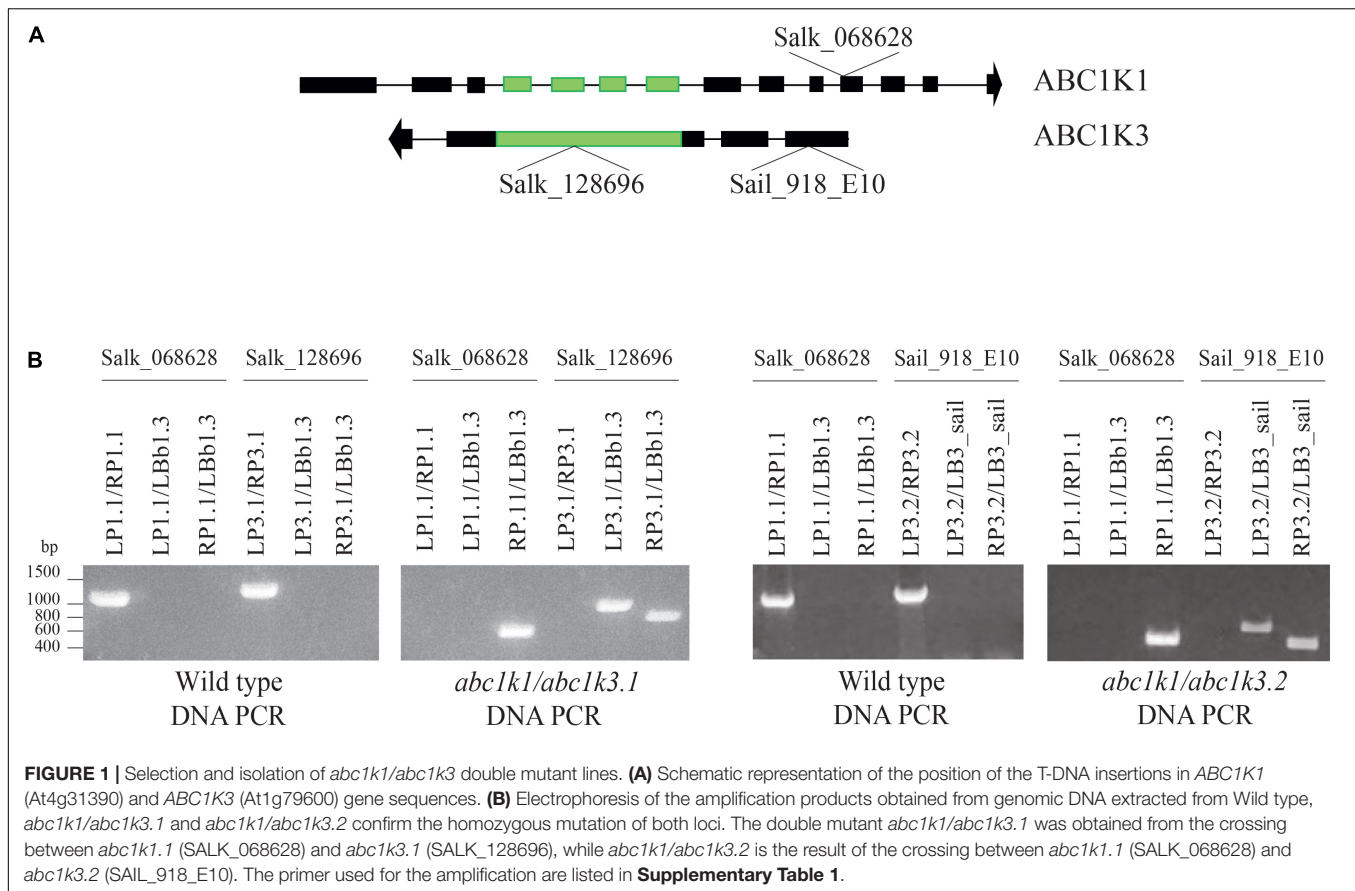 A
Salk_068628
ABC1K1
ABC1K3
Salk_128696
Sail_918_E10
B
Salk_068628
Salk_128696
Salk_068628
Salk_128696
Salk_068628
Sail_918_E10
Salk_068628
Sail_918_E10
LP1.1/RP1.1
LP1.1/LBb1.3
RP1.1/LBb1.3
LP3.1/RP3.1
LP3.1/LBb1.3
RP3.1/LBb1.3
LP1.1/RP1.1
LP1.1/LBb1.3
RP.11/LBb1.3
LP3.1/RP3.1
LP3.1/LBb1.3
RP3.1/LBb1.3
LP1.1/RP1.1
LP1.1/LBb1.3
RP1.1/LBb1.3
LP3.2/RP3.2
LP3.2/LB3_sail
RP3.2/LB3_sail
LP1.1/RP1.1
LP1.1/LBb1.3
RP1.1/LBb1.3
LP3.2/RP3.2
LP3.2/LB3_sail
RP3.2/LB3_sail
bp
1500
1000
800
600
400
Wild type
DNA PCR
abc1k1/abc1k3.1
DNA PCR
Wild type
DNA PCR
abc1k1/abc1k3.2
DNA PCR
FIGURE 1 | Selection and isolation of abc1k1/abc1k3 double mutant lines. (A) Schematic representation of the position of the T-DNA insertions in ABC1K1
(At4g31390) and ABC1K3 (At1g79600) gene sequences. (B) Electrophoresis of the amplification products obtained from genomic DNA extracted from Wild type,
abc1k1/abc1k3.1 and abc1k1/abc1k3.2 confirm the homozygous mutation of both loci. The double mutant abc1k1/abc1k3.1 was obtained from the crossing
between abc1k1.1 (SALK_068628) and abc1k3.1 (SALK_128696), while abc1k1/abc1k3.2 is the result of the crossing between abc1k1.1 (SALK_068628) and
abc1k3.2 (SAIL_918_E10). The primer used for the amplification are listed in Supplementary Table 1.